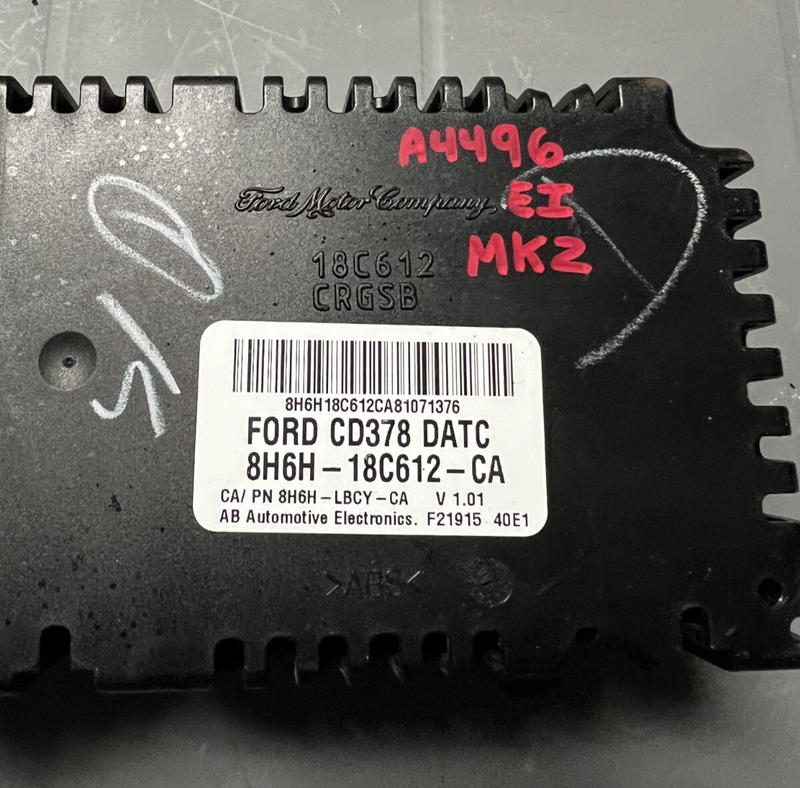 A4496
Ford Motor Company EI
MKZ
18C612
CRGSB
8H6H18C612CA81071376
FORD CD378 DATC
8H6H-18C612-CA
CA/ PN 8H6H-LBCY-CA V 1.01
AB Automotive Electronics. F21915 40E1
>ABS<